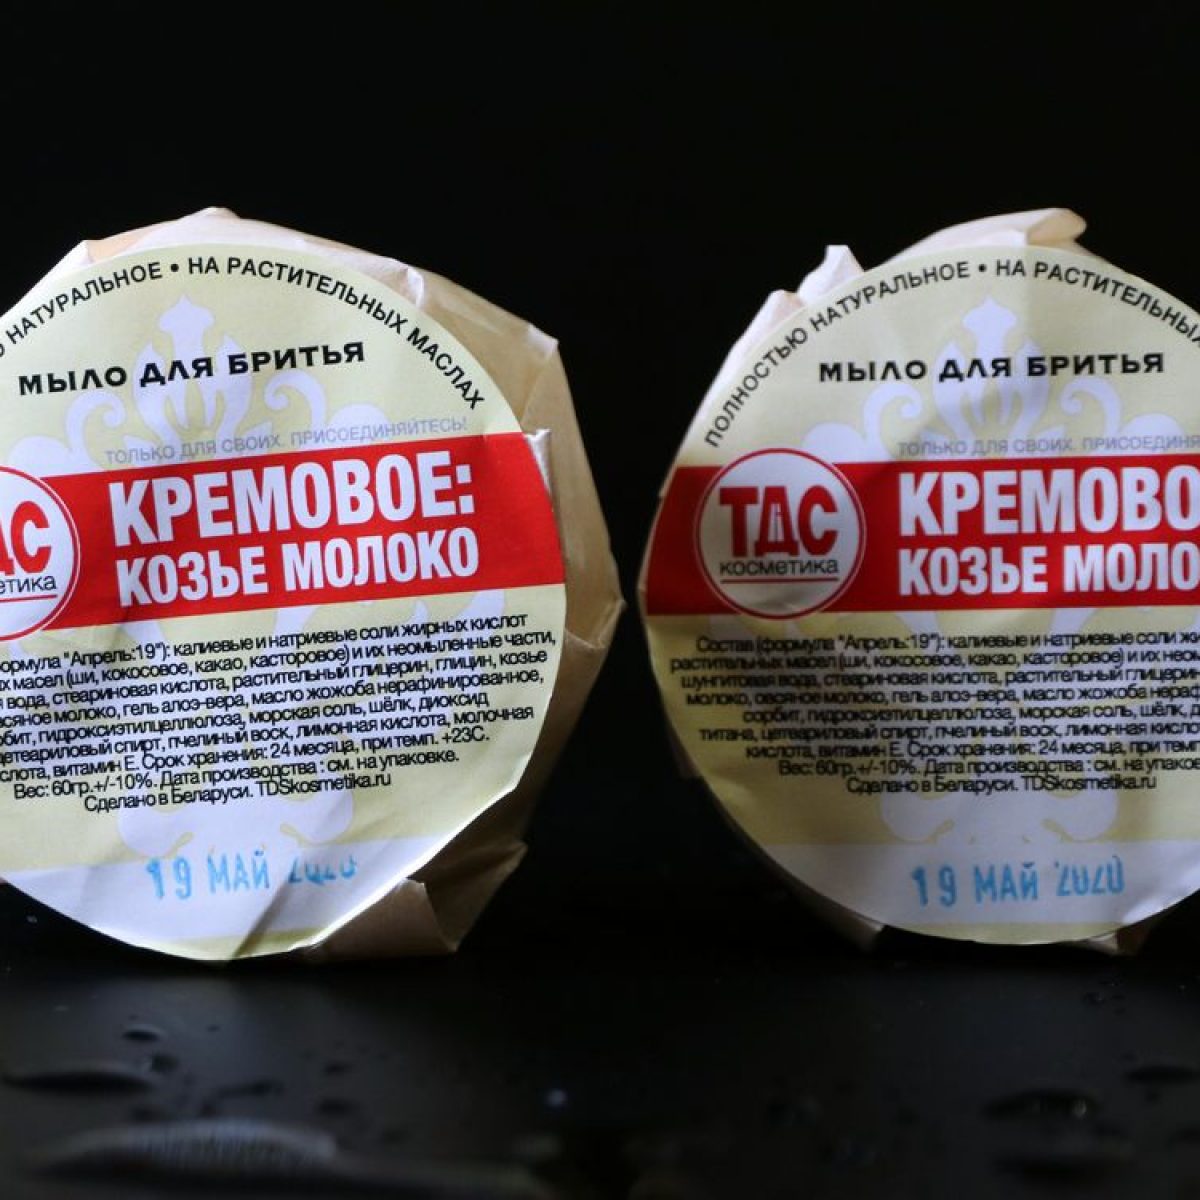 НАТУРАЛЬНОЕ • НА РАСТИТЕЛЬНЫХ МАСЛАХ
МЫЛО ДЛЯ БРИТЬЯ
ТОЛЬКО ДЛЯ СВОИХ. ПРИСОЕДИНЯЙТЕСЬ!
КРЕМОВОЕ:
КОЗЬЕ МОЛОКО
"Апрель:19"): калиевые и натриевые соли жирных кислот
масел (ши, кокосовое, какао, касторовое) и их неомыленные части,
вода, стеариновая кислота, растительный глицерин, глицин, козье
молоко, гель алоэ-вера, масло жожоба нерафинированное,
гидроксиэтилцеллюлоза, морская соль, шёлк, диоксид
спирт, пчелиный воск, лимонная кислота, молочная
витамин Е. Срок хранения: 24 месяца, при темп. +23С.
Вес: 60гр.+/-10%. Дата производства : см. на упаковке.
Сделано в Беларуси. TDSkosmetika.ru
19 МАЙ 2020
ПОЛНОСТЬЮ НАТУРАЛЬНОЕ • НА РАСТИТЕЛЬНЫХ
МЫЛО ДЛЯ БРИТЬЯ
ТОЛЬКО ДЛЯ СВОИХ. ПРИСОЕДИНЯ
ТДС
косметика
КРЕМОВО
КОЗЬЕ МОЛО
Состав (формула "Апрель:19"): калиевые и натриевые соли
растительных масел (ши, кокосовое, какао, касторовое) и их
шунгитовая вода, стеариновая кислота, растительный
молоко, овсяное молоко, гель алоэ-вера, масло жожоба
сорбит, гидроксиэтилцеллюлоза, морская соль, шёлк,
титана, цетеариловый спирт, пчелиный воск, лимонная
кислота, витамин Е. Срок хранения: 24 месяца, при
Вес: 60гр.+/-10%. Дата производства : см. на
Сделано в Беларуси. TDSkosmetika.ru
19 МАЙ 2020